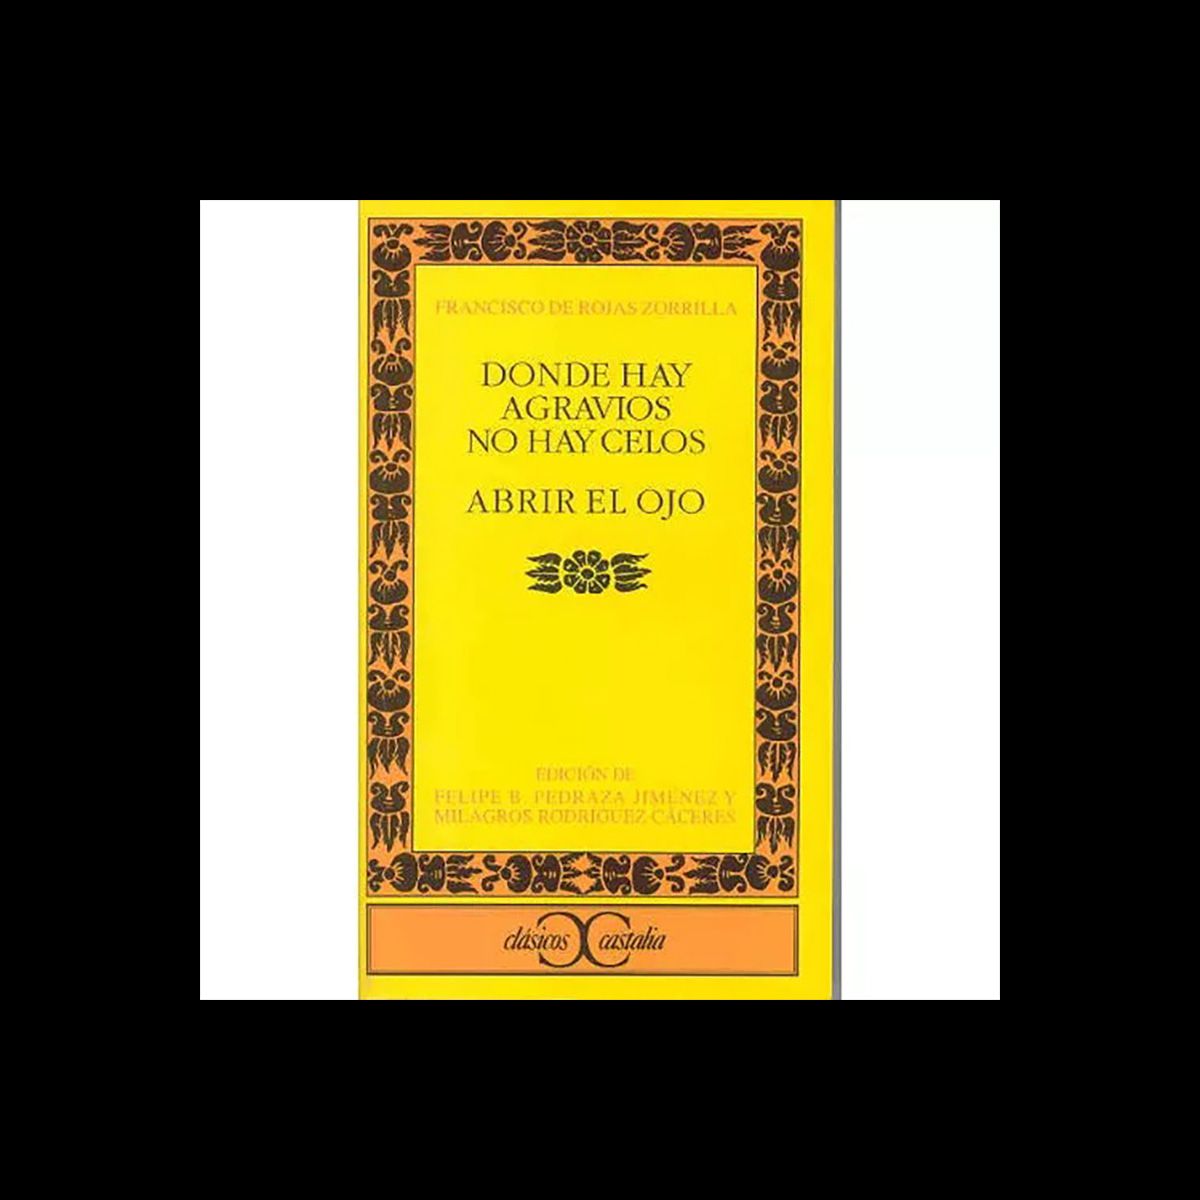 FRANCISCO DE ROJAS ZORRILLA
DONDE HAY
AGRAVIOS
NO HAY CELOS
ABRIR EL OJO
EDICIÓN DE
FELIPE B. PEDRAZA JIMÉNEZ Y
MILAGROS RODRÍGUEZ CÁCERES
clásicos castalia